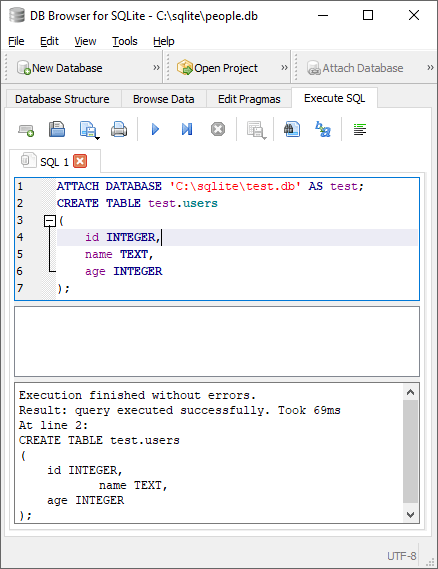 DB Browser for SQLite - C:\sqlite\people.db
File Edit View Tools Help
New Database » Open Project » Attach Database »
Database Structure Browse Data Edit Pragmas Execute SQL
SQL 1
1 ATTACH DATABASE 'C:\sqlite\test.db' AS test;
2 CREATE TABLE test.users
3 (
4 id INTEGER,
5 name TEXT,
6 age INTEGER
7 );
Execution finished without errors.
Result: query executed successfully. Took 69ms
At line 2:
CREATE TABLE test.users
(
    id INTEGER,
            name TEXT,
    age INTEGER
);
UTF-8